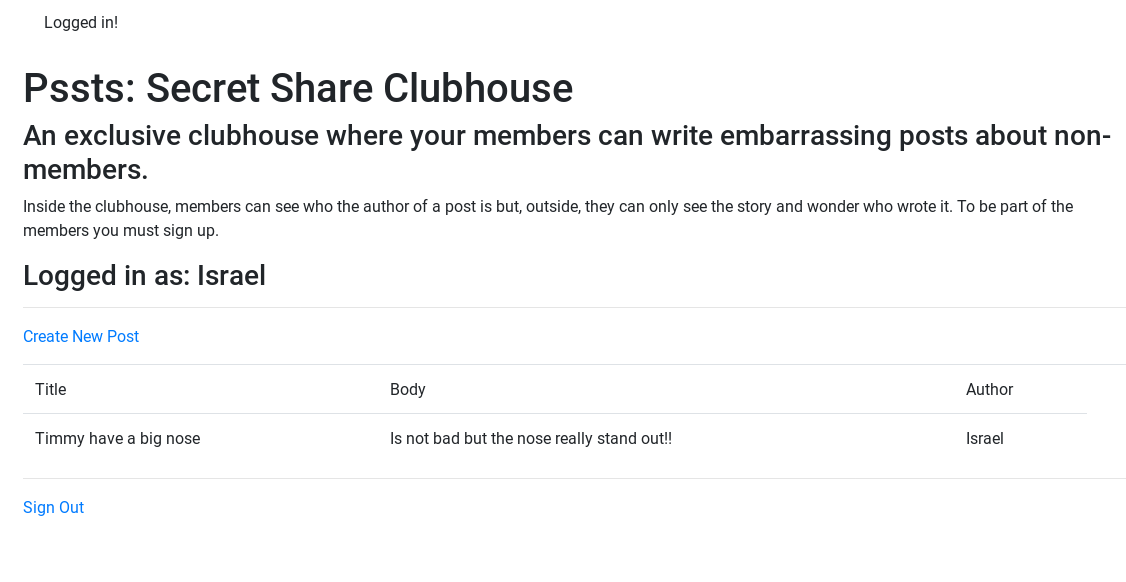 Logged in!
Pssts: Secret Share Clubhouse
An exclusive clubhouse where your members can write embarrassing posts about non-
members.
Inside the clubhouse, members can see who the author of a post is but, outside, they can only see the story and wonder who wrote it. To be part of the
members you must sign up.
Logged in as: Israel
Create New Post
Title Body Author
Timmy have a big nose Is not bad but the nose really stand out!! Israel
Sign Out